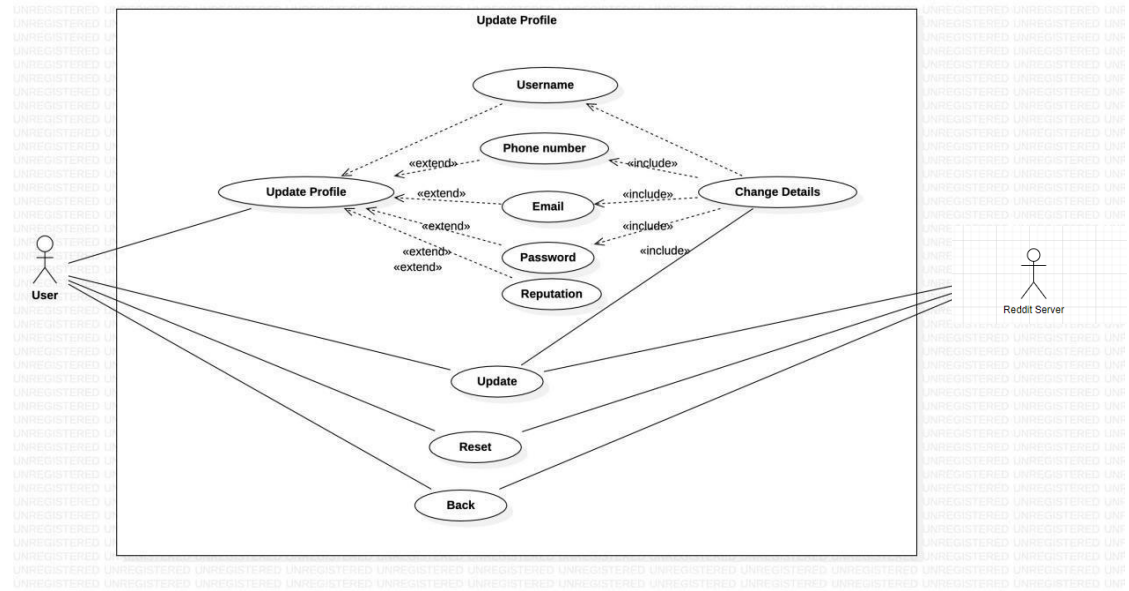 Update Profile
Username
Phone number
«extend»
«include»
Update Profile
Change Details
«extend»
«include»
Email
«extend»
«include»
Password
«extend»
«include»
«extend»
Reputation
User
Reddit Server
Update
Reset
Back
UNREGISTERED